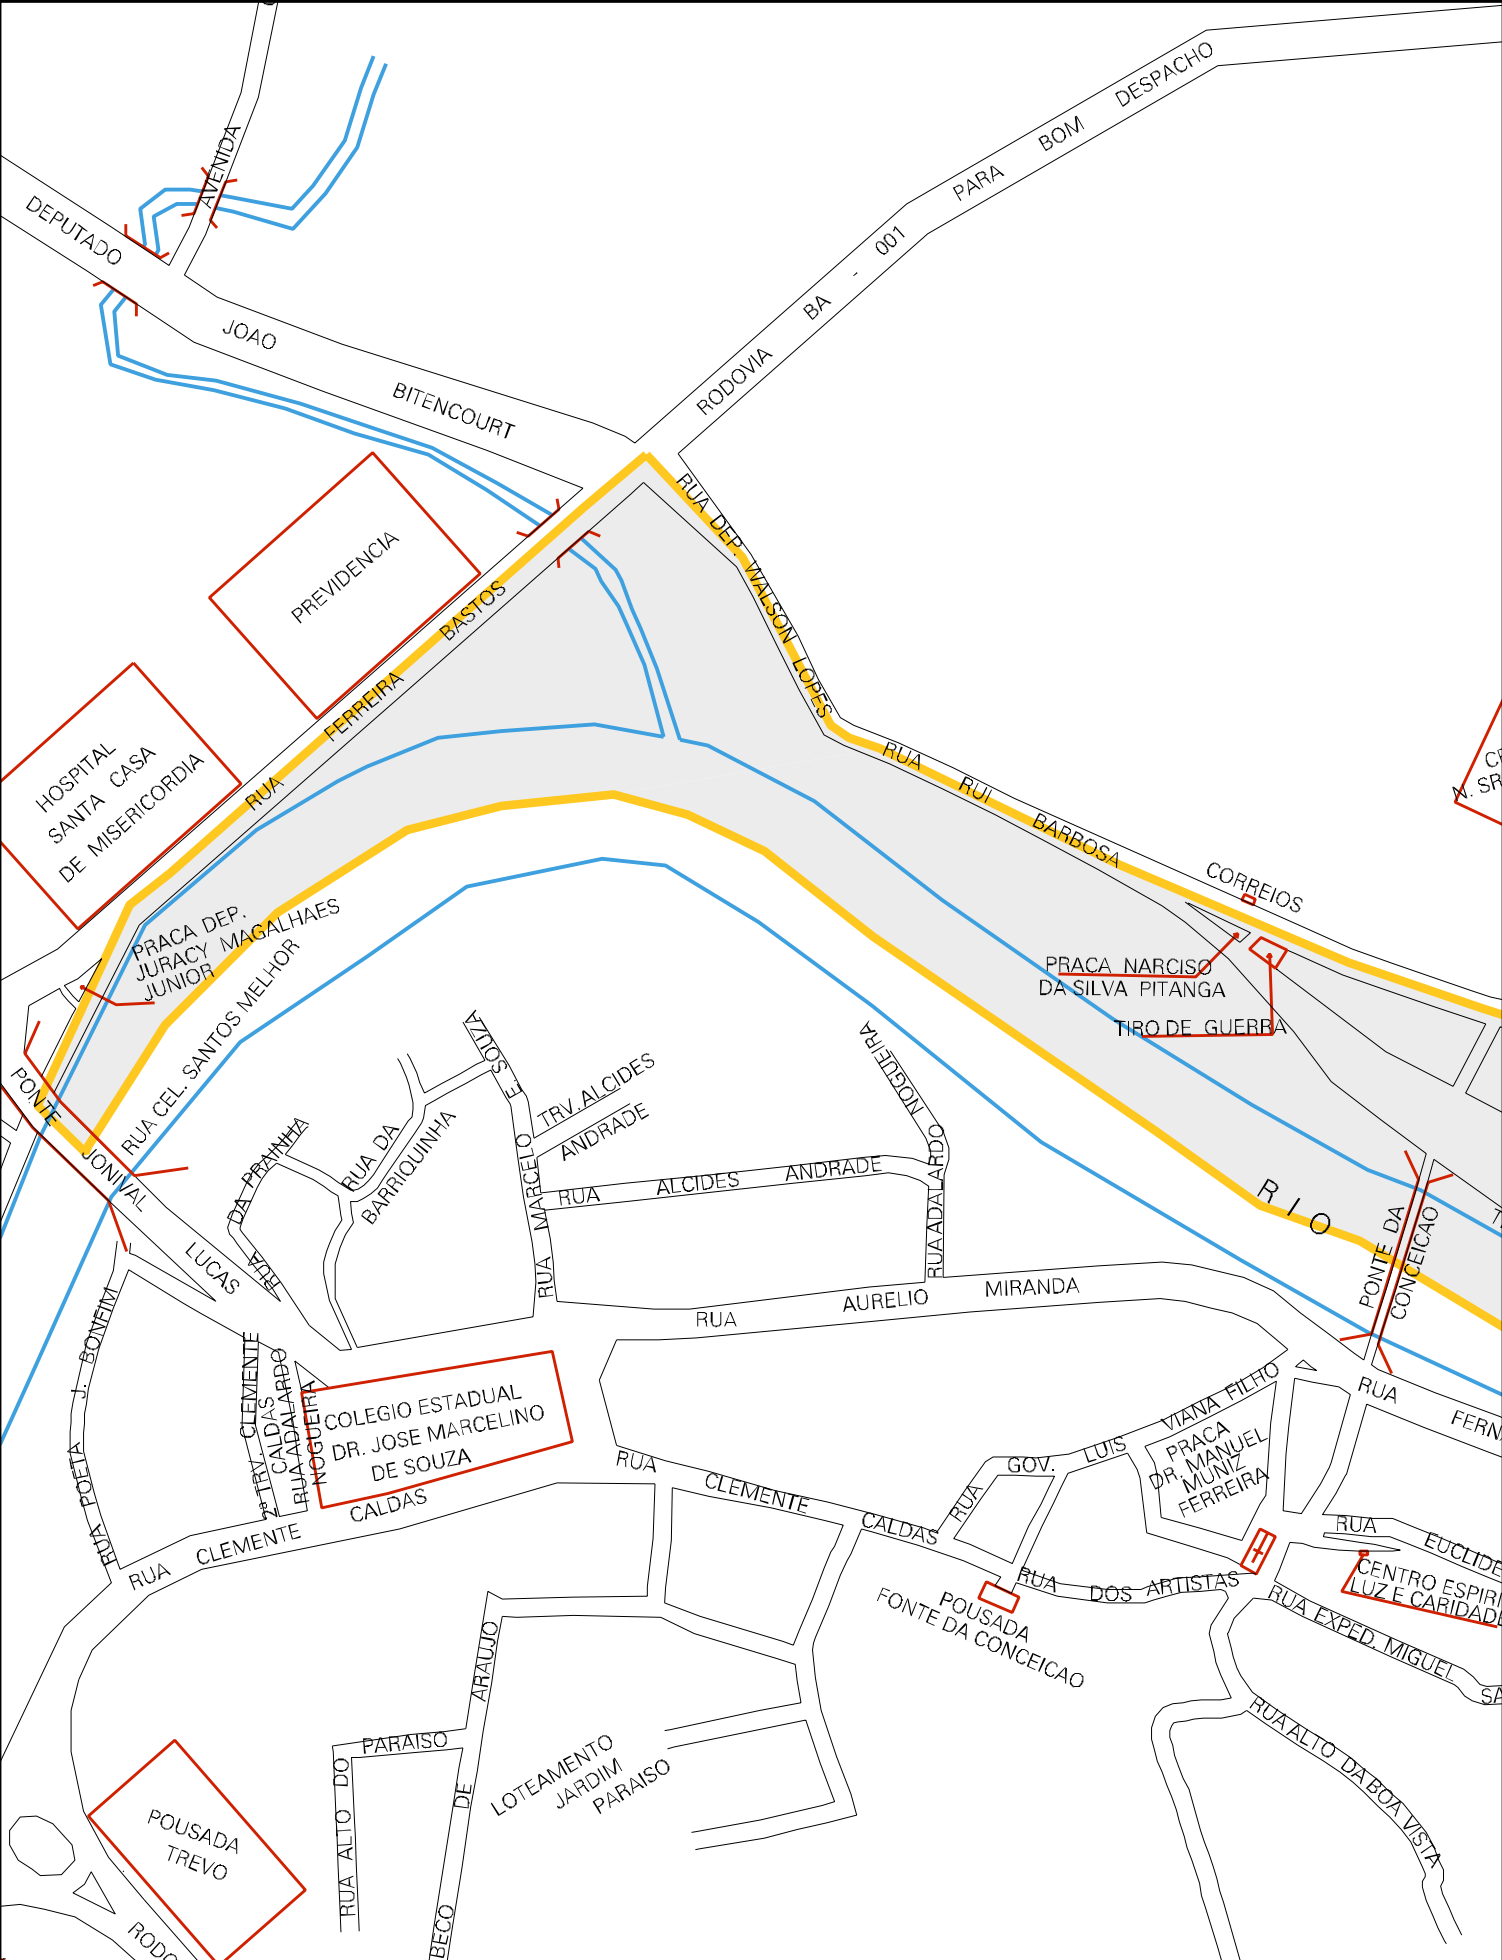 AVENIDA
DEPUTADO
JOAO
BITENCOURT
RODOVIA BA - 001 PARA BOM DESPACHO
PREVIDENCIA
RUA DEP. WALSON LOPES
RUA FERREIRA BASTOS
HOSPITAL
SANTA CASA
DE MISERICORDIA
RUA RUI BARBOSA
CORREIOS
N. SR
PRACA DEP.
JURACY MAGALHAES
JUNIOR
RUA CEL. SANTOS MELHOR
PRACA NARCISO
DA SILVA PITANGA
TIRO DE GUERRA
PONTE JONIVAL LUCAS
RUA DA PRAINHA
RUA DA
BARRIQUINHA
RUA MARCELO E. SOUZA
TRV. ALCIDES
ANDRADE
RUA ALCIDES ANDRADE
RUA ADALARDO NOGUEIRA
RIO
PONTE DA
CONCEICAO
RUA AURELIO MIRANDA
RUA POETA J. BONFIM
2ª TRV. CLEMENTE
CALDAS
RUA ADALARDO
NOGUEIRA
COLEGIO ESTADUAL
DR. JOSE MARCELINO
DE SOUZA
RUA CLEMENTE CALDAS
RUA CLEMENTE CALDAS
RUA GOV. LUIS VIANA FILHO
PRACA
DR. MANUEL
MUNIZ
FERREIRA
RUA FERN
RUA EUCLIDE
CENTRO ESPIRI
LUZ E CARIDADE
RUA DOS ARTISTAS
POUSADA
FONTE DA CONCEICAO
RUA EXPED. MIGUEL SA
RUA ALTO DA BOA VISTA
BECO DE ARAUJO
RUA ALTO DO PARAISO
LOTEAMENTO
JARDIM
PARAISO
POUSADA
TREVO
RODO